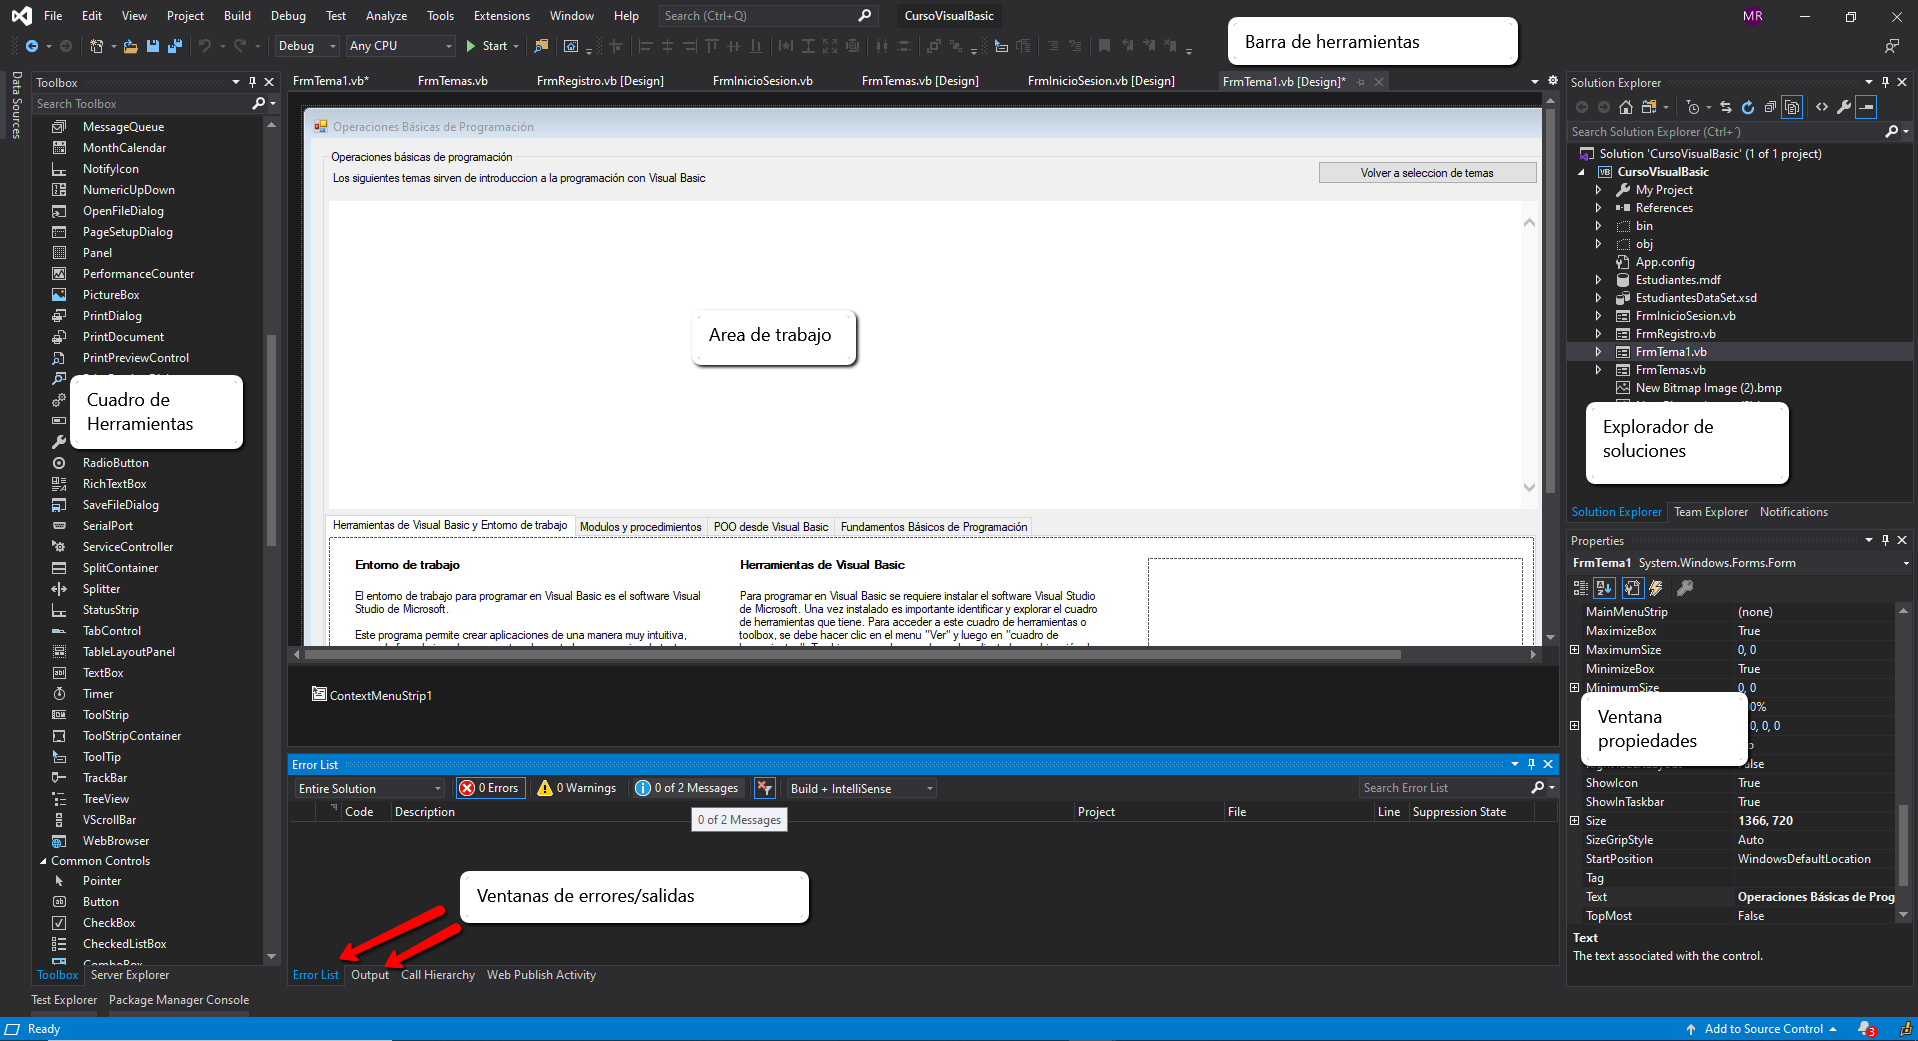 File Edit View Project Build Debug Test Analyze Tools Extensions Window Help Search (Ctrl+Q) CursoVisualBasic MR
Debug Any CPU Start
Barra de herramientas
Data Sources
Toolbox
Search Toolbox
MessageQueue
MonthCalendar
NotifyIcon
NumericUpDown
OpenFileDialog
PageSetupDialog
Panel
PerformanceCounter
PictureBox
PrintDialog
PrintDocument
PrintPreviewControl
Cuadro de
Herramientas
RadioButton
RichTextBox
SaveFileDialog
SerialPort
ServiceController
SplitContainer
Splitter
StatusStrip
TabControl
TableLayoutPanel
TextBox
Timer
ToolStrip
ToolStripContainer
ToolTip
TrackBar
TreeView
VScrollBar
WebBrowser
Common Controls
Pointer
Button
CheckBox
CheckedListBox
ComboBox
Toolbox Server Explorer
Test Explorer Package Manager Console
FrmTema1.vb* FrmTemas.vb FrmRegistro.vb [Design] FrmInicioSesion.vb FrmTemas.vb [Design] FrmInicioSesion.vb [Design] FrmTema1.vb [Design]*
Operaciones Básicas de Programación
Operaciones básicas de programación
Los siguientes temas sirven de introduccion a la programación con Visual Basic
Volver a seleccion de temas
Area de trabajo
Herramientas de Visual Basic y Entorno de trabajo Modulos y procedimientos POO desde Visual Basic Fundamentos Básicos de Programación
Entorno de trabajo
El entorno de trabajo para programar en Visual Basic es el software Visual
Studio de Microsoft.
Este programa permite crear aplicaciones de una manera muy intuitiva,
Herramientas de Visual Basic
Para programar en Visual Basic se requiere instalar el software Visual Studio
de Microsoft. Una vez instalado es importante identificar y explorar el cuadro
de herramientas que tiene. Para acceder a este cuadro de herramientas o
toolbox, se debe hacer clic en el menu "Ver" y luego en "cuadro de
ContextMenuStrip1
Error List
Entire Solution 0 Errors 0 Warnings 0 of 2 Messages Build + IntelliSense Search Error List
Code Description Project File Line Suppression State
0 of 2 Messages
Ventanas de errores/salidas
Error List Output Call Hierarchy Web Publish Activity
Solution Explorer
Search Solution Explorer (Ctrl+´)
Solution 'CursoVisualBasic' (1 of 1 project)
VB CursoVisualBasic
My Project
References
bin
obj
App.config
Estudiantes.mdf
EstudiantesDataSet.xsd
FrmInicioSesion.vb
FrmRegistro.vb
FrmTema1.vb
FrmTemas.vb
New Bitmap Image (2).bmp
Explorador de
soluciones
Solution Explorer Team Explorer Notifications
Properties
FrmTema1 System.Windows.Forms.Form
MainMenuStrip (none)
MaximizeBox True
MaximumSize 0, 0
MinimizeBox True
MinimumSize 0, 0
Ventana
propiedades
ShowIcon True
ShowInTaskbar True
Size 1366, 720
SizeGripStyle Auto
StartPosition WindowsDefaultLocation
Tag
Text Operaciones Básicas de Prog
TopMost False
Text
The text associated with the control.
Ready Add to Source Control 3